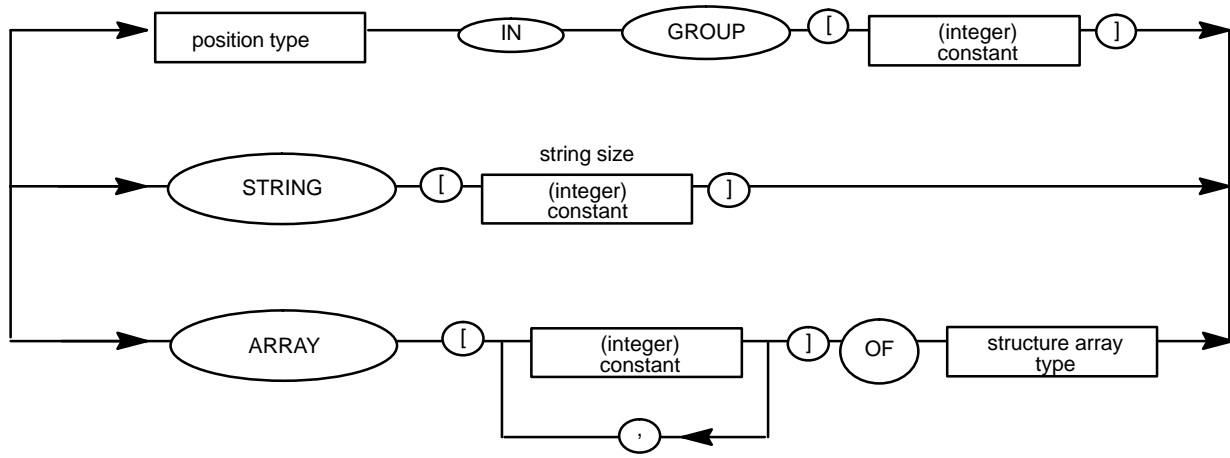 position type IN GROUP [ (integer) ]
constant
string size
STRING [ (integer) ]
constant
ARRAY [ (integer) ] OF structure array
constant type
,